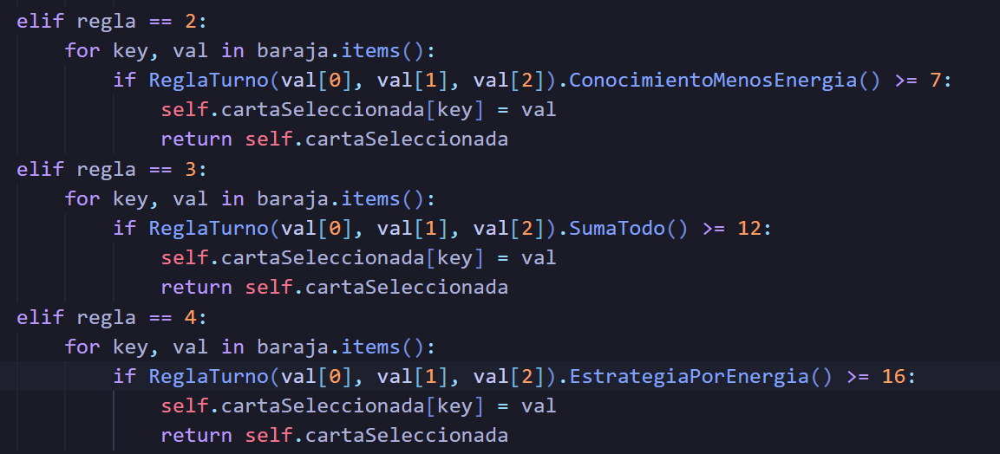 elif regla == 2:
    for key, val in baraja.items():
        if ReglaTurno(val[0], val[1], val[2]).ConocimientoMenosEnergia() >= 7:
            self.cartaSeleccionada[key] = val
            return self.cartaSeleccionada
elif regla == 3:
    for key, val in baraja.items():
        if ReglaTurno(val[0], val[1], val[2]).SumaTodo() >= 12:
            self.cartaSeleccionada[key] = val
            return self.cartaSeleccionada
elif regla == 4:
    for key, val in baraja.items():
        if ReglaTurno(val[0], val[1], val[2]).EstrategiaPorEnergia() >= 16:
            self.cartaSeleccionada[key] = val
            return self.cartaSeleccionada